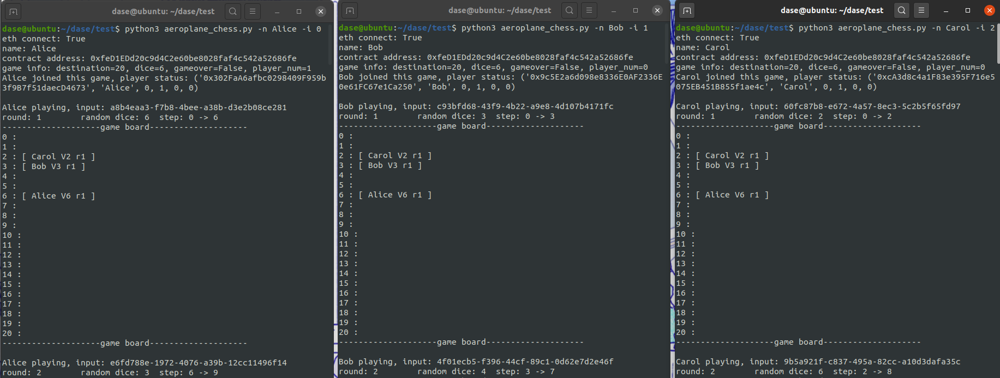 dase@ubuntu: ~/dase/test
dase@ubuntu:~/dase/test$ python3 aeroplane_chess.py -n Alice -i 0
eth connect: True
name: Alice
contract address: 0xfeD1EDd20c9d4C2e60be8028faf4c542a52686fe
game info: destination=20, dice=6, gameover=False, player_num=1
Alice joined this game, player status: ('0x302FaA6afbc0298409F959b
3f9B7f51daecD4673', 'Alice', 0, 1, 0, 0)
Alice playing, input: a8b4eaa3-f7b8-4bee-a38b-d3e2b08ce281
round: 1        random dice: 6  step: 0 -> 6
--------------------game board--------------------
0 :
1 :
2 : [ Carol V2 r1 ]
3 : [ Bob V3 r1 ]
4 :
5 :
6 : [ Alice V6 r1 ]
7 :
8 :
9 :
10 :
11 :
12 :
13 :
14 :
15 :
16 :
17 :
18 :
19 :
20 :
--------------------game board--------------------
Alice playing, input: e6fd788e-1972-4076-a39b-12cc11496f14
round: 2        random dice: 3  step: 6 -> 9
dase@ubuntu: ~/dase/test
dase@ubuntu:~/dase/test$ python3 aeroplane_chess.py -n Bob -i 1
eth connect: True
name: Bob
contract address: 0xfeD1EDd20c9d4C2e60be8028faf4c542a52686fe
game info: destination=20, dice=6, gameover=False, player_num=0
Bob joined this game, player status: ('0x9c5E2a6d098e8336E0AF2336E
0e61FC67e1Ca250', 'Bob', 0, 1, 0, 0)
Bob playing, input: c93bfd68-43f9-4b22-a9e8-4d107b4171fc
round: 1        random dice: 3  step: 0 -> 3
--------------------game board--------------------
0 :
1 :
2 : [ Carol V2 r1 ]
3 : [ Bob V3 r1 ]
4 :
5 :
6 : [ Alice V6 r1 ]
7 :
8 :
9 :
10 :
11 :
12 :
13 :
14 :
15 :
16 :
17 :
18 :
19 :
20 :
--------------------game board--------------------
Bob playing, input: 4f01ecb5-f396-44cf-89c1-0d62e7d2e46f
round: 2        random dice: 4  step: 3 -> 7
dase@ubuntu: ~/dase/test
dase@ubuntu:~/dase/test$ python3 aeroplane_chess.py -n Carol -i 2
eth connect: True
name: Carol
contract address: 0xfeD1EDd20c9d4C2e60be8028faf4c542a52686fe
game info: destination=20, dice=6, gameover=False, player_num=0
Carol joined this game, player status: ('0xcA3d8c4a1F83e395F716e5
075EB451B855f1ae4c', 'Carol', 0, 1, 0, 0)
Carol playing, input: 60fc87b8-e672-4a57-8ec3-5c2b5f65fd97
round: 1        random dice: 2  step: 0 -> 2
--------------------game board--------------------
0 :
1 :
2 : [ Carol V2 r1 ]
3 : [ Bob V3 r1 ]
4 :
5 :
6 : [ Alice V6 r1 ]
7 :
8 :
9 :
10 :
11 :
12 :
13 :
14 :
15 :
16 :
17 :
18 :
19 :
20 :
--------------------game board--------------------
Carol playing, input: 9b5a921f-c837-495a-82cc-a10d3dafa35c
round: 2        random dice: 6  step: 2 -> 8